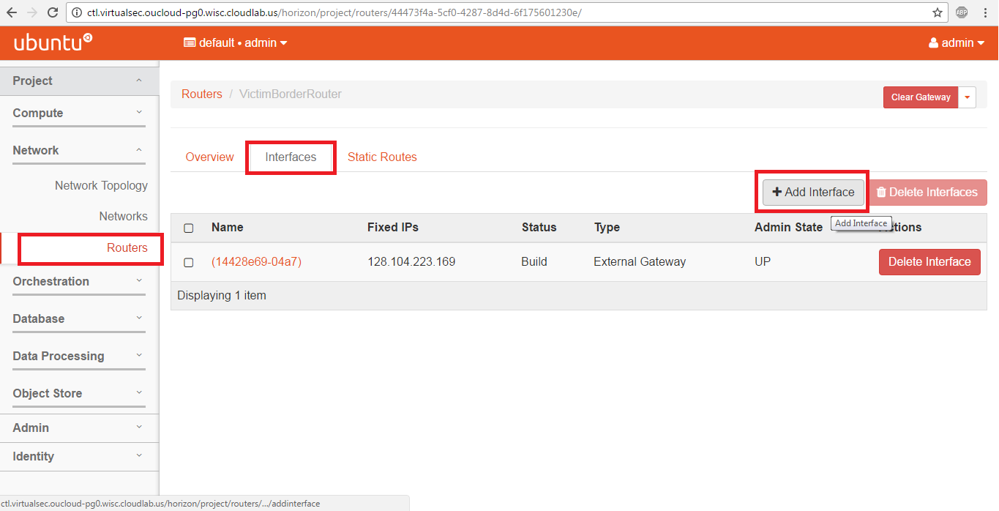 ctl.virtualsec.oucloud-pg0.wisc.cloudlab.us/horizon/project/routers/44473f4a-5cf0-4287-8d4d-6f175601230e/
ABP
ubuntu
default • admin
admin
Project
Compute
Network
Network Topology
Networks
Routers
Orchestration
Database
Data Processing
Object Store
Admin
Identity
Routers / VictimBorderRouter
Clear Gateway
Overview Interfaces Static Routes
+ Add Interface Delete Interfaces
Add Interface
Name Fixed IPs Status Type Admin State
(14428e69-04a7) 128.104.223.169 Build External Gateway UP Delete Interface
Displaying 1 item
ctl.virtualsec.oucloud-pg0.wisc.cloudlab.us/horizon/project/routers/.../addinterface